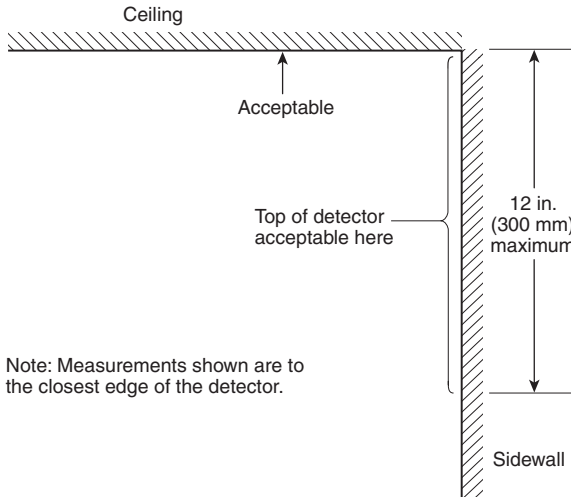 Ceiling
Acceptable
Top of detector
acceptable here
12 in.
(300 mm)
maximum
Note: Measurements shown are to
the closest edge of the detector.
Sidewall